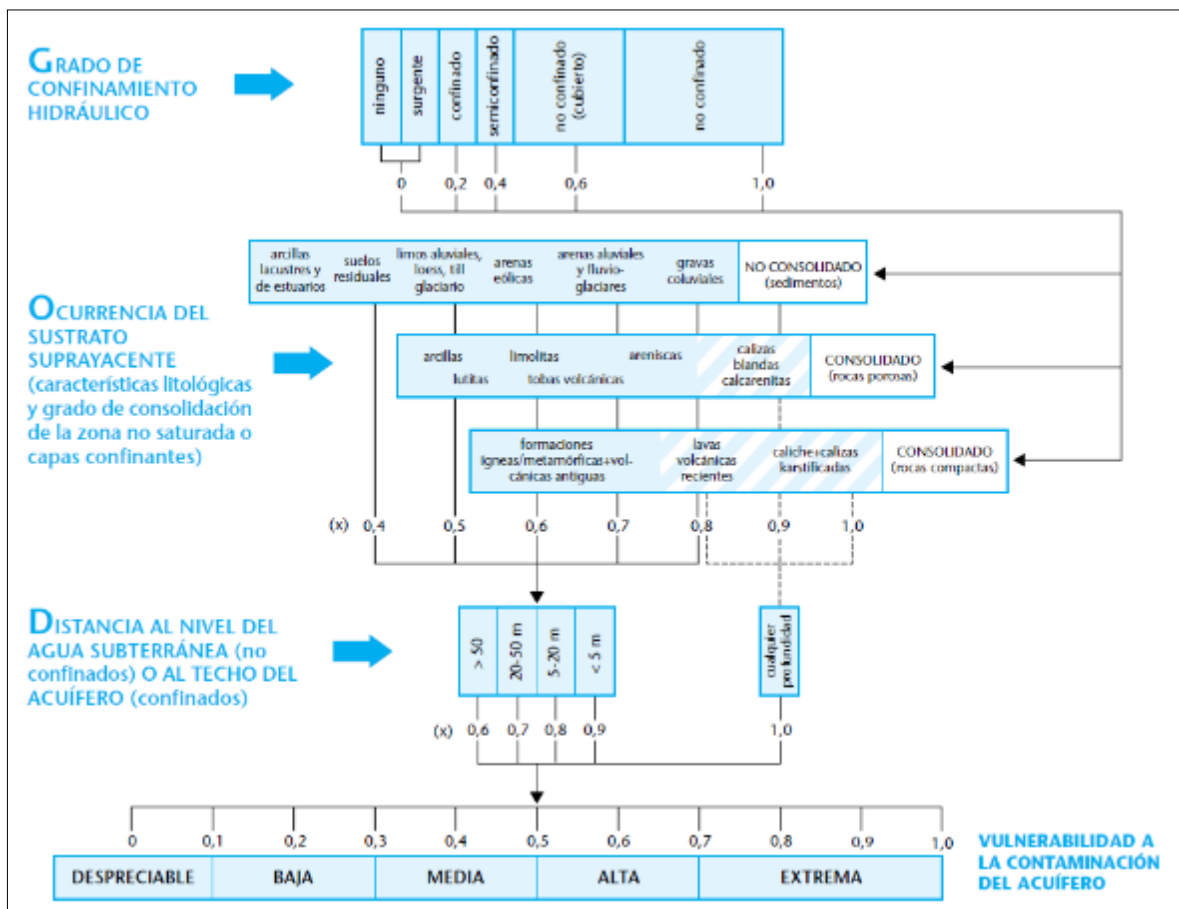 GRADO DE
CONFINAMIENTO
HIDRÁULICO
ninguno
surgente
confinado
semiconfinado
no confinado
(cubierto)
no confinado
0
0,2
0,4
0,6
1,0
OCURRENCIA DEL
SUSTRATO
SUPRAYACENTE
(características litológicas
y grado de consolidación
de la zona no saturada o
capas confinantes)
arcillas
lacustres y
de estuarios
suelos
residuales
limos aluviales,
loess, till
glaciario
arenas
eólicas
arenas aluviales
y fluvio-
glaciares
gravas
coluviales
NO CONSOLIDADO
(sedimentos)
arcillas
lutitas
limolitas
tobas volcánicas
areniscas
calizas
blandas
calcarenitas
CONSOLIDADO
(rocas porosas)
formaciones
ígneas/metamórficas+vol-
cánicas antiguas
lavas
volcánicas
recientes
caliche+calizas
karstificadas
CONSOLIDADO
(rocas compactas)
(x) 0,4 0,5 0,6 0,7 0,8 0,9 1,0
DISTANCIA AL NIVEL DEL
AGUA SUBTERRÁNEA (no
confinados) O AL TECHO DEL
ACUÍFERO (confinados)
> 50
20-50 m
5-20 m
< 5 m
cualquier
profundidad
(x) 0,6 0,7 0,8 0,9 1,0
0 0,1 0,2 0,3 0,4 0,5 0,6 0,7 0,8 0,9 1,0
DESPRECIABLE BAJA MEDIA ALTA EXTREMA
VULNERABILIDAD A
LA CONTAMINACIÓN
DEL ACUÍFERO